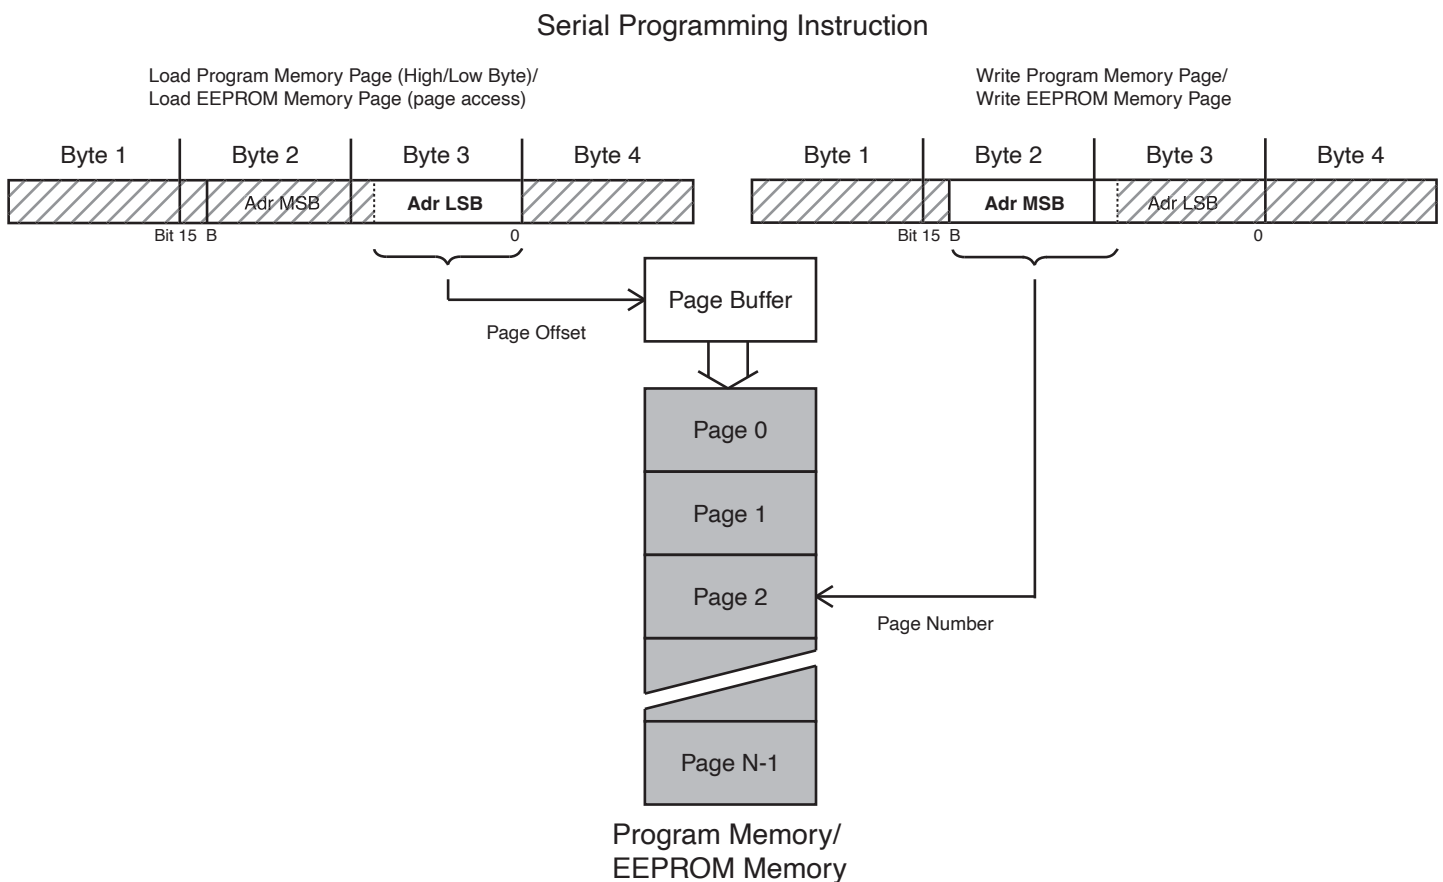 Serial Programming Instruction
Load Program Memory Page (High/Low Byte)/
Load EEPROM Memory Page (page access)
Write Program Memory Page/
Write EEPROM Memory Page
Byte 1 Byte 2 Byte 3 Byte 4
Byte 1 Byte 2 Byte 3 Byte 4
Adr MSB Adr LSB
Adr MSB Adr LSB
Bit 15 B 0
Bit 15 B 0
Page Buffer
Page Offset
Page 0
Page 1
Page 2
Page Number
Page N-1
Program Memory/
EEPROM Memory